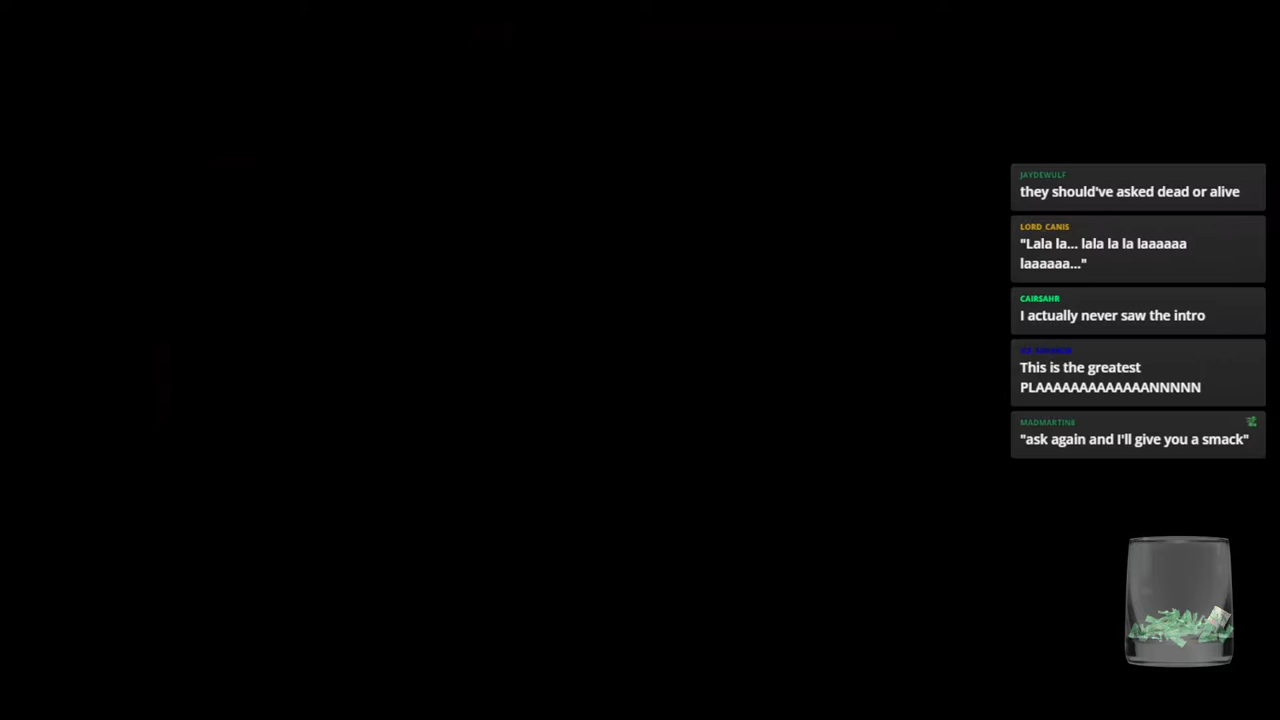 JAYDEWULF
they should've asked dead or alive
LORD_CANIS
"Lala la... lala la la laaaaaa
laaaaaa..."
CAIRSAHR
I actually never saw the intro
This is the greatest
PLAAAAAAAAAAAAANNNNN
MADMARTIN8
"ask again and I'll give you a smack"